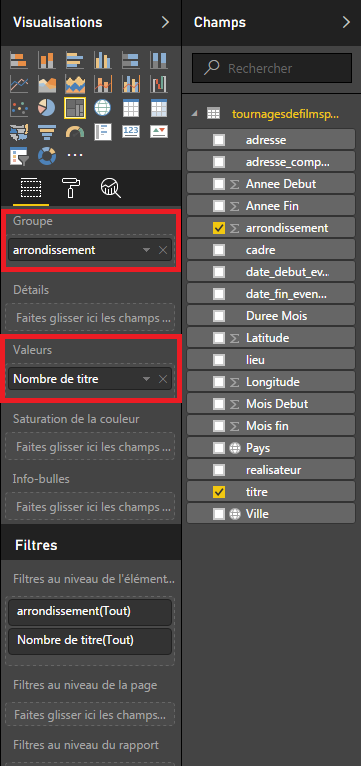 Visualisations
Groupe
arrondissement
Détails
Faites glisser ici les champs ...
Valeurs
Nombre de titre
Saturation de la couleur
Faites glisser ici les champs ...
Info-bulles
Faites glisser ici les champs ...
Filtres
Filtres au niveau de l'élément...
arrondissement(Tout)
Nombre de titre(Tout)
Filtres au niveau de la page
Faites glisser ici les champs...
Filtres au niveau du rapport
Champs
Rechercher
tournagesdefilmsp...
adresse
adresse_comp...
Annee Debut
Annee Fin
arrondissement
cadre
date_debut_ev...
date_fin_even...
Duree Mois
Latitude
lieu
Longitude
Mois Debut
Mois fin
Pays
realisateur
titre
Ville